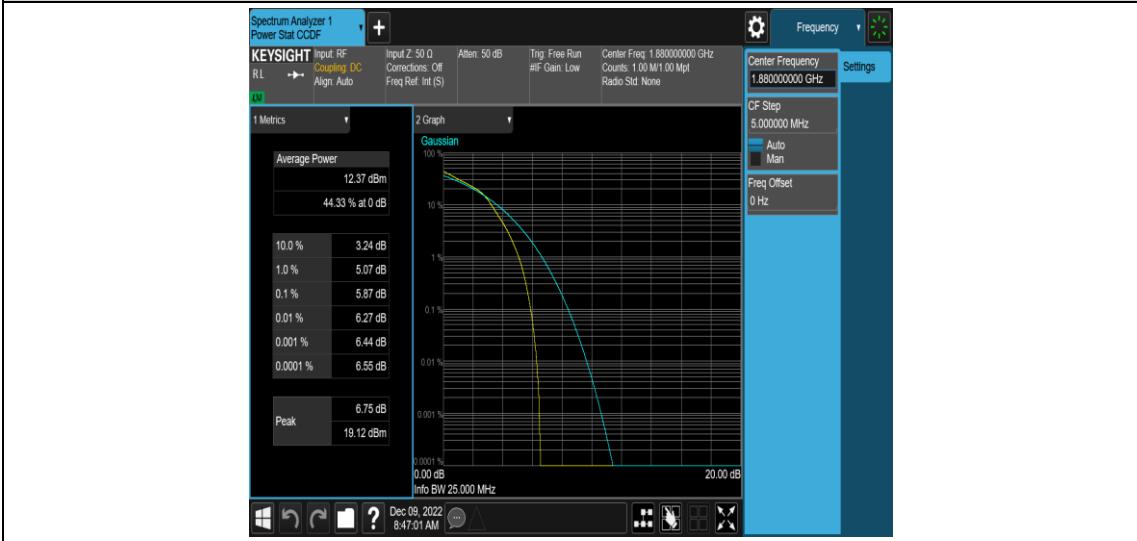 Spectrum Analyzer 1
Power Stat CCDF
+
Frequency
KEYSIGHT
Input: RF
Coupling: DC
Align: Auto
Input Z: 50 Ω
Corrections: Off
Freq Ref: Int (S)
Atten: 50 dB
Trig: Free Run
#IF Gain: Low
Center Freq: 1.880000000 GHz
Counts: 1.00 M/1.00 Mpt
Radio Std: None
R L
LXI
Center Frequency
1.880000000 GHz
Settings
CF Step
5.000000 MHz
Auto
Man
Freq Offset
0 Hz
1 Metrics
Average Power
12.37 dBm
44.33 % at 0 dB
10.0 % 3.24 dB
1.0 % 5.07 dB
0.1 % 5.87 dB
0.01 % 6.27 dB
0.001 % 6.44 dB
0.0001 % 6.55 dB
Peak
6.75 dB
19.12 dBm
2 Graph
Gaussian
100 %
10 %
1 %
0.1 %
0.01 %
0.001 %
0.0001 %
0.00 dB 20.00 dB
Info BW 25.000 MHz
?
Dec 09, 2022
8:47:01 AM